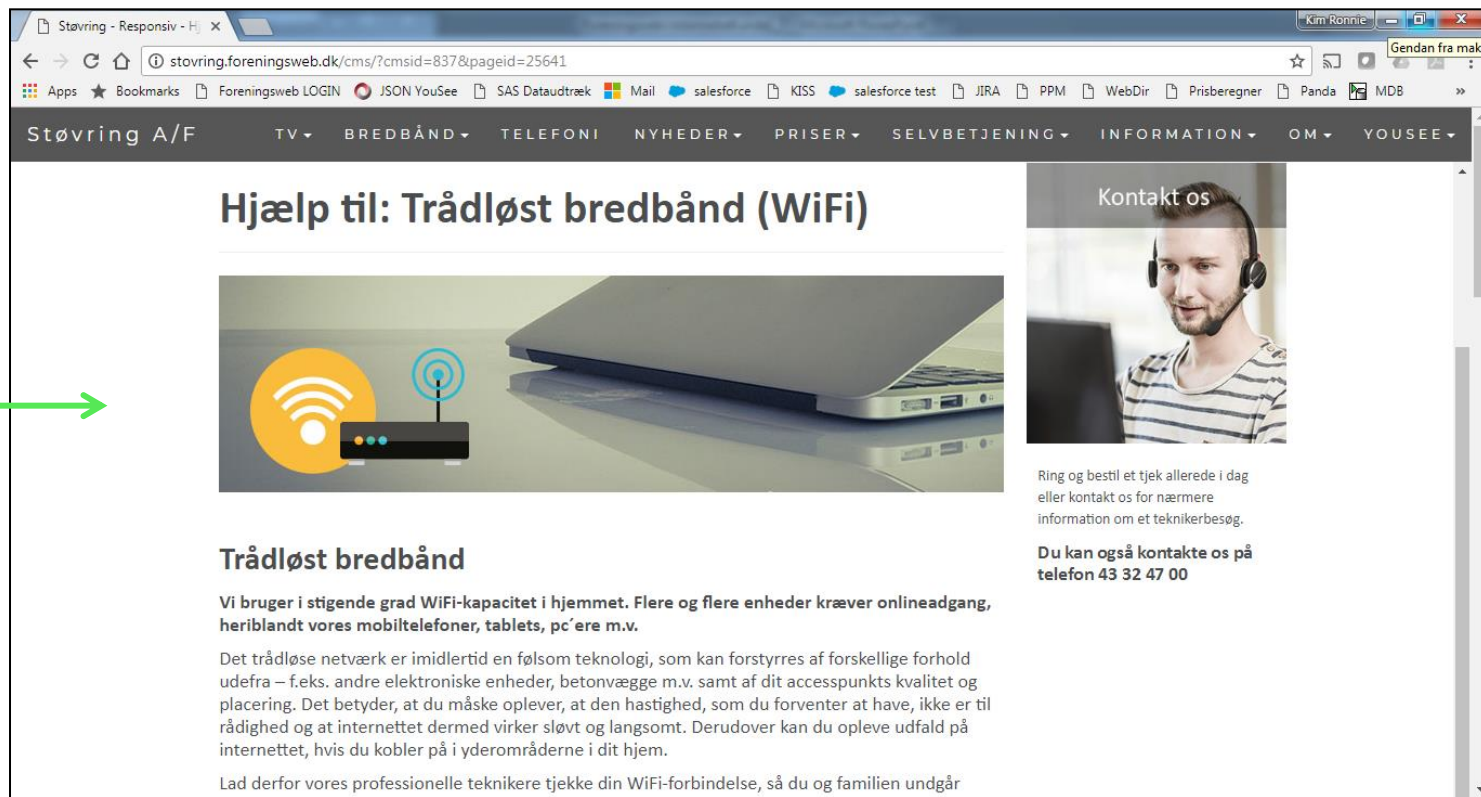 Støvring - Responsiv - Hj
Kim Ronnie
Gendan fra mak
stovring.foreningsweb.dk/cms/?cmsid=837&pageid=25641
Apps Bookmarks Foreningsweb LOGIN JSON YouSee SAS Dataudtræk Mail salesforce KISS salesforce test JIRA PPM WebDir Prisberegner Panda MDB »
Støvring A/F TV BREDBÅND TELEFONI NYHEDER PRISER SELVBETJENING INFORMATION OM YOUSEE
Hjælp til: Trådløst bredbånd (WiFi)
Kontakt os
Ring og bestil et tjek allerede i dag
eller kontakt os for nærmere
information om et teknikerbesøg.
Du kan også kontakte os på
telefon 43 32 47 00
Trådløst bredbånd
Vi bruger i stigende grad WiFi-kapacitet i hjemmet. Flere og flere enheder kræver onlineadgang,
heriblandt vores mobiltelefoner, tablets, pc´ere m.v.
Det trådløse netværk er imidlertid en følsom teknologi, som kan forstyrres af forskellige forhold
udefra – f.eks. andre elektroniske enheder, betonvægge m.v. samt af dit accesspunkts kvalitet og
placering. Det betyder, at du måske oplever, at den hastighed, som du forventer at have, ikke er til
rådighed og at internettet dermed virker sløvt og langsomt. Derudover kan du opleve udfald på
internettet, hvis du kobler på i yderområderne i dit hjem.
Lad derfor vores professionelle teknikere tjekke din WiFi-forbindelse, så du og familien undgår